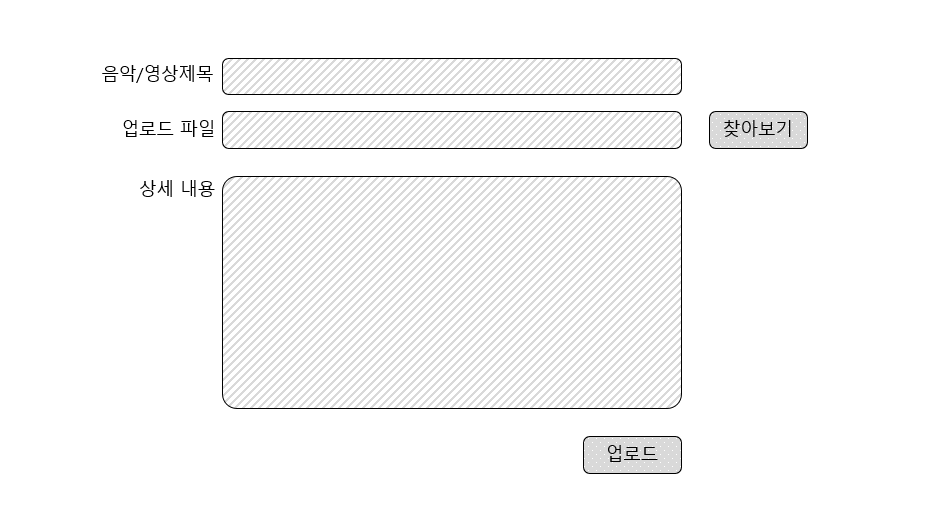 음악/영상제목
업로드 파일
찾아보기
상세 내용
업로드